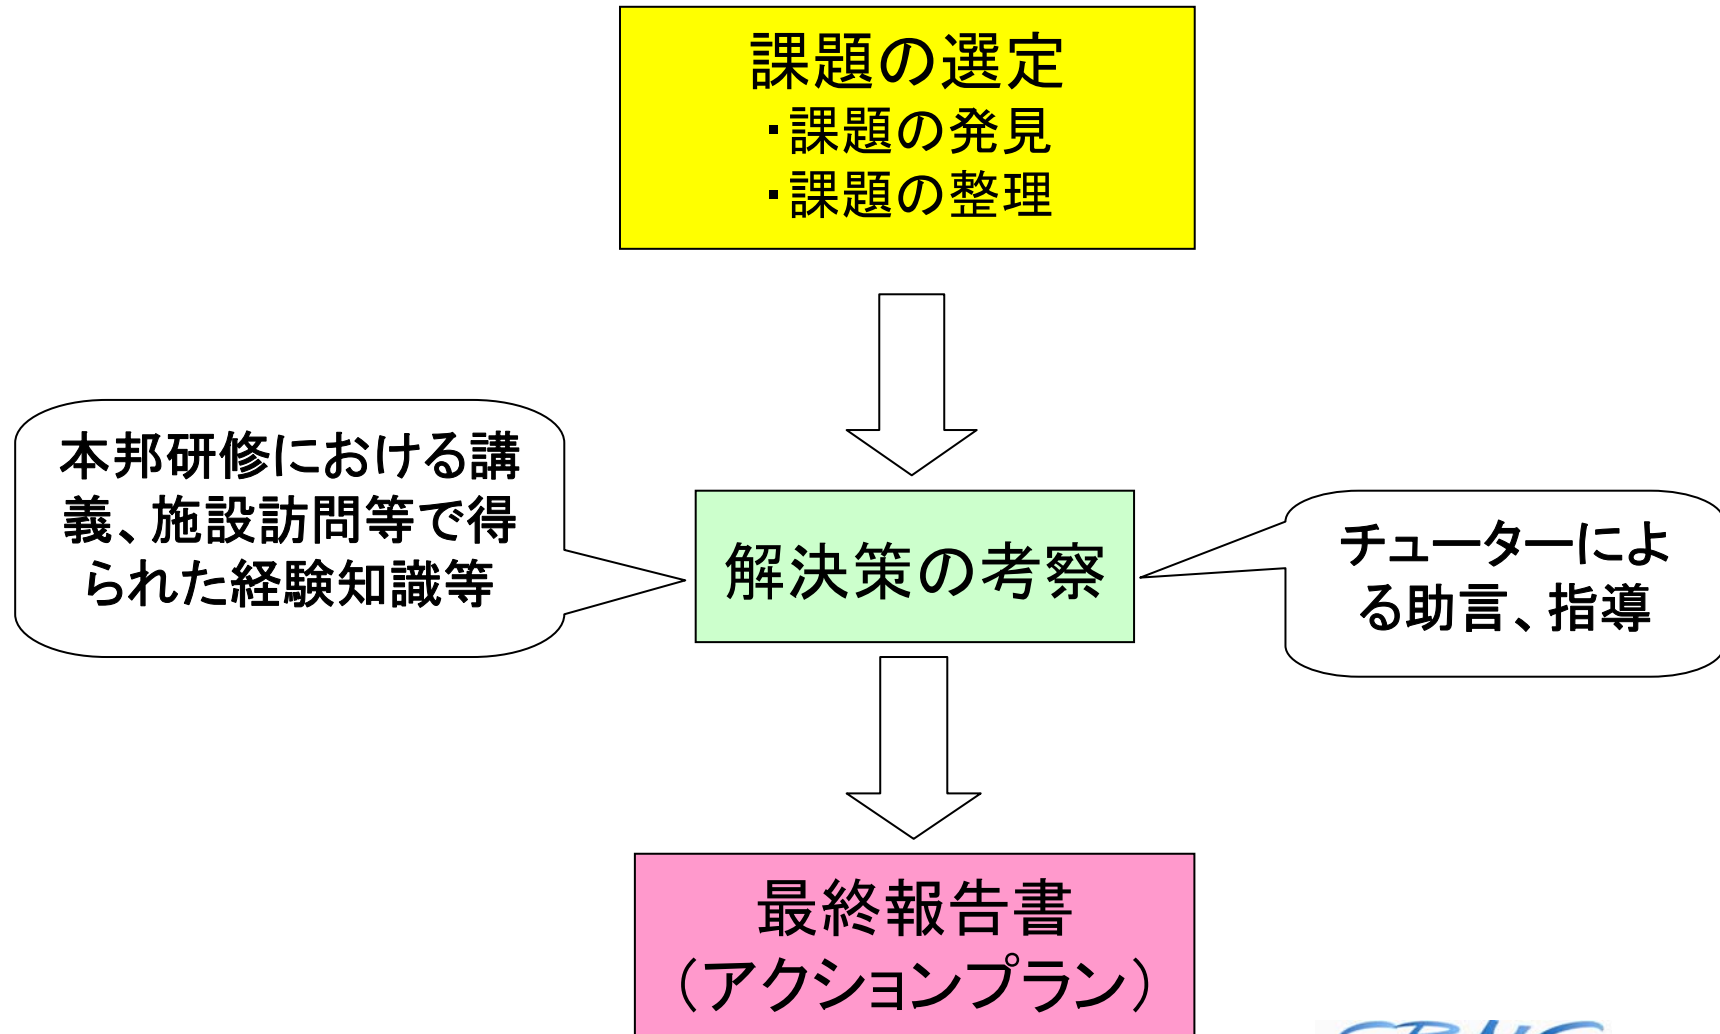 課題の選定
・課題の発見
・課題の整理
本邦研修における講
義、施設訪問等で得
られた経験知識等
解決策の考察
チューターによ
る助言、指導
最終報告書
（アクションプラン）